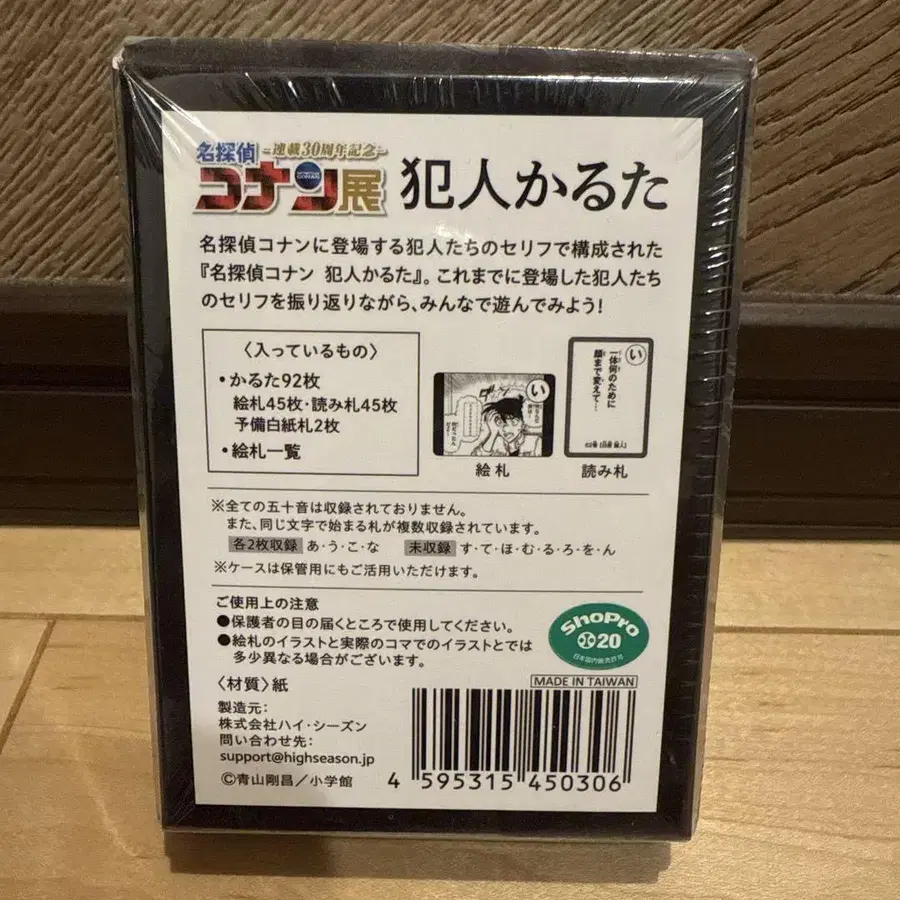 名探偵
-連載30周年記念-
コナン展
犯人かるた
名探偵コナンに登場する犯人たちのセリフで構成された
『名探偵コナン 犯人かるた』。これまでに登場した犯人たち
のセリフを振り返りながら、みんなで遊んでみよう!
〈入っているもの〉
・かるた92枚
絵札45枚・読み札45枚
予備白紙札2枚
・絵札一覧
い
絵札
い
一体何のために
顔まで変えて…
読み札
※全ての五十音は収録されておりません。
また、同じ文字で始まる札が複数収録されています。
各2枚収録 あ・う・こ・な 未収録 す・て・ほ・む・る・ろ・を・ん
※ケースは保管用にもご活用いただけます。
ご使用上の注意
●保護者の目の届くところで使用してください。
●絵札のイラストと実際のコマでのイラストとでは
多少異なる場合がございます。
〈材質〉紙
製造元:
株式会社ハイ・シーズン
問い合わせ先:
support@highseason.jp
©青山剛昌/小学館
ShoPro
20
日本国内販売許可
MADE IN TAIWAN
4 595315 450306